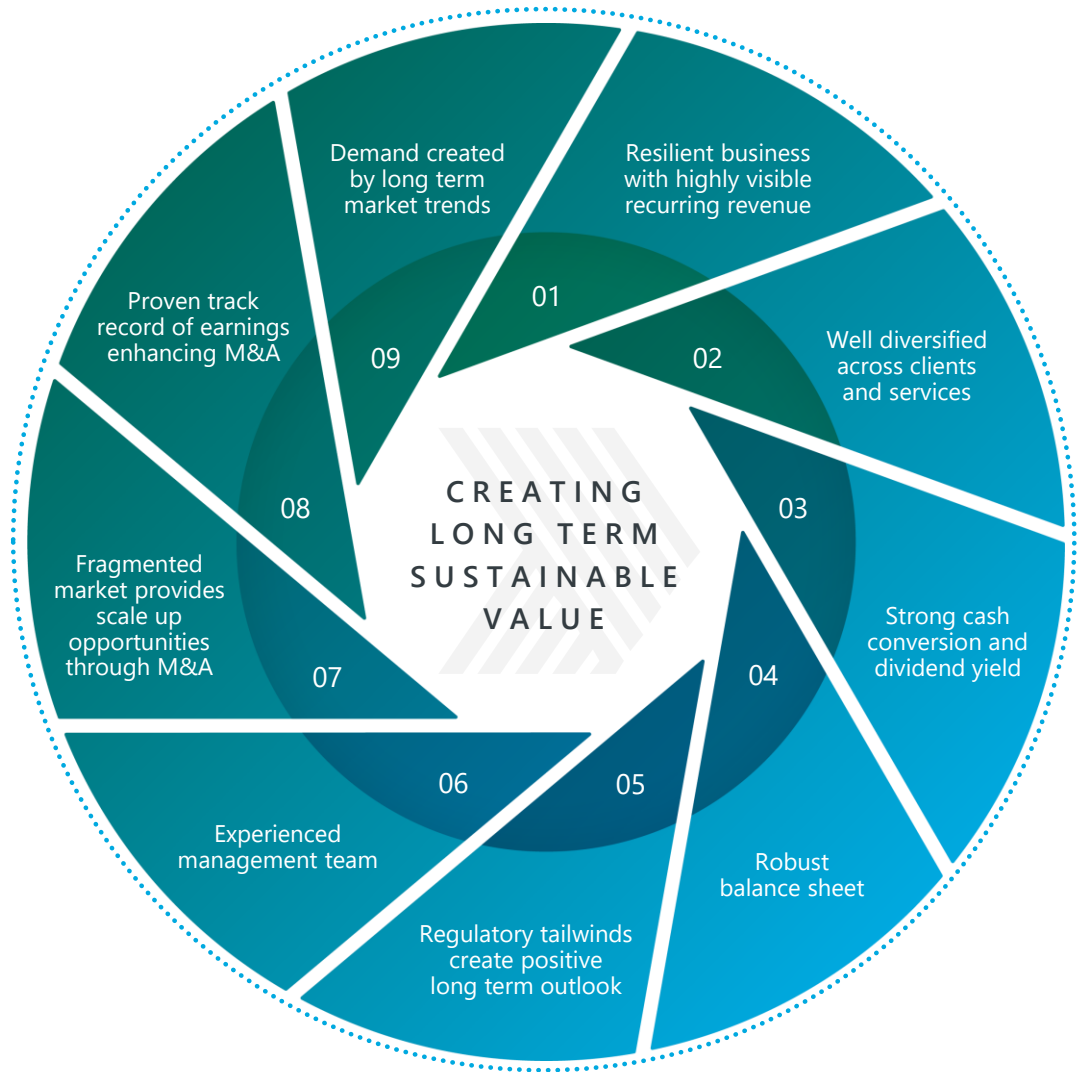 CREATING
LONG TERM
SUSTAINABLE
VALUE
01
Resilient business
with highly visible
recurring revenue
02
Well diversified
across clients
and services
03
Strong cash
conversion and
dividend yield
04
Robust
balance sheet
05
Regulatory tailwinds
create positive
long term outlook
06
Experienced
management team
07
Fragmented
market provides
scale up
opportunities
through M&A
08
Proven track
record of earnings
enhancing M&A
09
Demand created
by long term
market trends